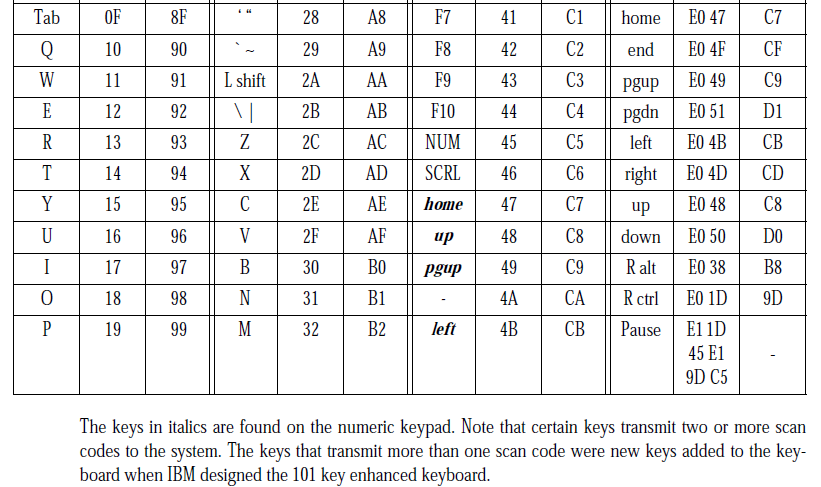 Tab 0F 8F ‘ “ 28 A8 F7 41 C1 home E0 47 C7
Q 10 90 ` ~ 29 A9 F8 42 C2 end E0 4F CF
W 11 91 L shift 2A AA F9 43 C3 pgup E0 49 C9
E 12 92 \ | 2B AB F10 44 C4 pgdn E0 51 D1
R 13 93 Z 2C AC NUM 45 C5 left E0 4B CB
T 14 94 X 2D AD SCRL 46 C6 right E0 4D CD
Y 15 95 C 2E AE home 47 C7 up E0 48 C8
U 16 96 V 2F AF up 48 C8 down E0 50 D0
I 17 97 B 30 B0 pgup 49 C9 R alt E0 38 B8
O 18 98 N 31 B1 - 4A CA R ctrl E0 1D 9D
P 19 99 M 32 B2 left 4B CB Pause E1 1D
45 E1 -
9D C5
The keys in italics are found on the numeric keypad. Note that certain keys transmit two or more scan
codes to the system. The keys that transmit more than one scan code were new keys added to the key-
board when IBM designed the 101 key enhanced keyboard.